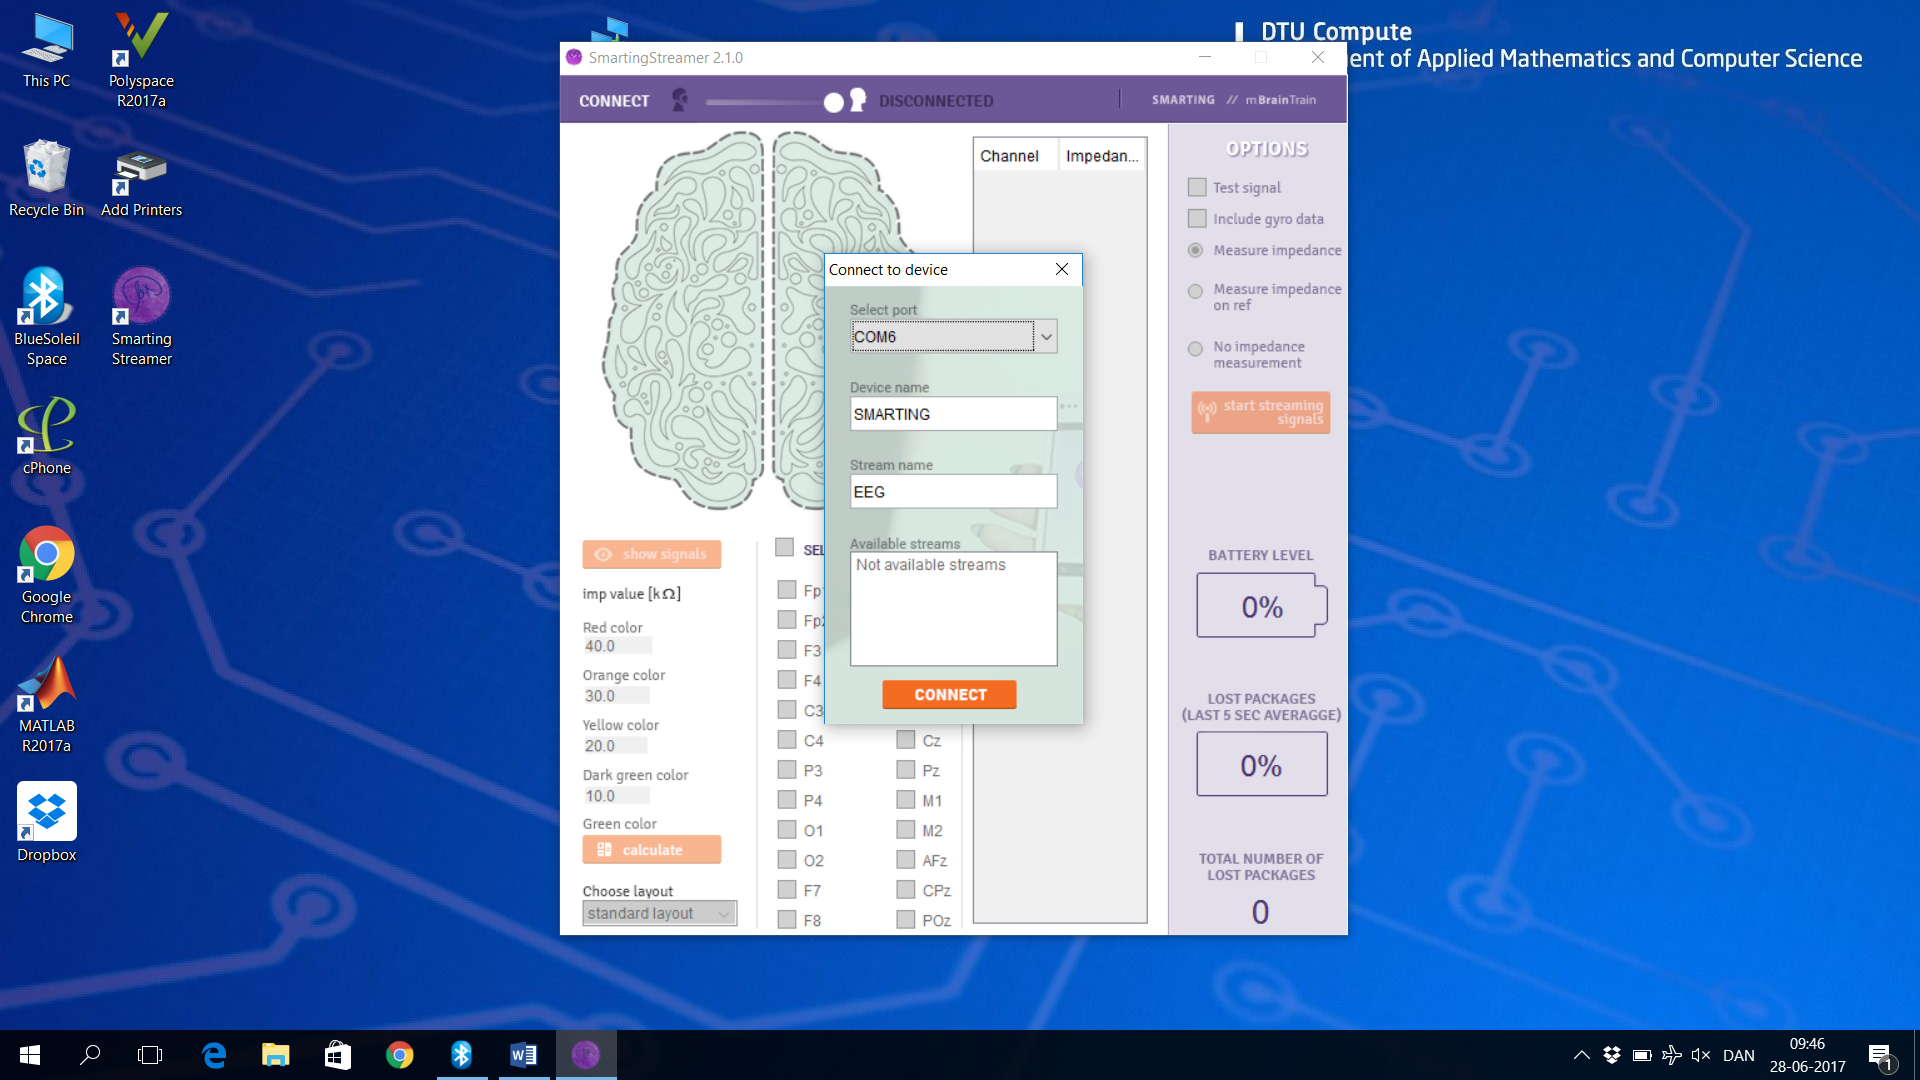 This PC
Polyspace
R2017a
Recycle Bin
Add Printers
BlueSoleil
Space
Smarting
Streamer
cPhone
Google
Chrome
MATLAB
R2017a
Dropbox
DTU Compute
ent of Applied Mathematics and Computer Science
SmartingStreamer 2.1.0
CONNECT
DISCONNECTED
SMARTING // mBrainTrain
Channel
Impedan...
OPTIONS
Test signal
Include gyro data
Measure impedance
Measure impedance
on ref
No impedance
measurement
start streaming
signals
BATTERY LEVEL
0%
LOST PACKAGES
(LAST 5 SEC AVERAGGE)
0%
TOTAL NUMBER OF
LOST PACKAGES
0
Connect to device
Select port
COM6
Device name
SMARTING
Stream name
EEG
Available streams
Not available streams
CONNECT
show signals
imp value [kΩ]
Red color
40.0
Orange color
30.0
Yellow color
20.0
Dark green color
10.0
Green color
calculate
Choose layout
standard layout
SEL
Fp1
Fp2
F3
F4
C3
C4
P3
P4
O1
O2
F7
F8
Cz
Pz
M1
M2
AFz
CPz
POz
DAN
09:46
28-06-2017
1